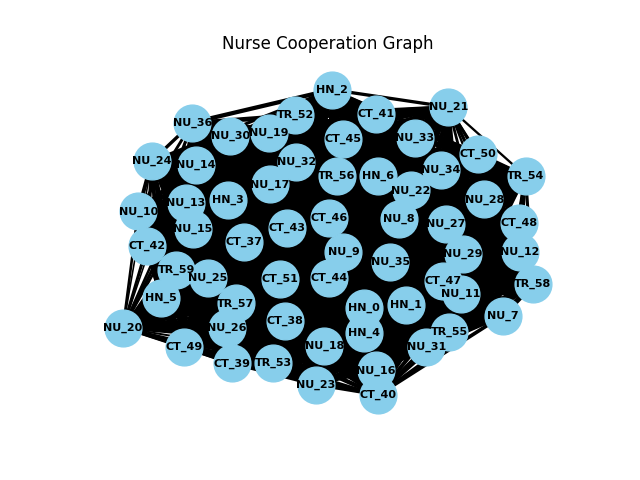 Nurse Cooperation Graph
HN_2
NU_21
TR_52
CT_41
NU_36
NU_19
NU_30
CT_45
NU_33
CT_50
NU_24
NU_14
NU_32
TR_56
HN_6
NU_34
TR_54
NU_17
NU_22
NU_13
HN_3
NU_28
NU_10
CT_46
NU_8
NU_27
CT_48
NU_15
CT_43
CT_42
CT_37
NU_9
NU_35
NU_29
NU_12
TR_59
NU_25
CT_51
CT_44
CT_47
TR_58
HN_5
TR_57
HN_0
HN_1
NU_11
NU_7
NU_20
NU_26
CT_38
HN_4
TR_55
CT_49
NU_18
NU_31
CT_39
TR_53
NU_16
NU_23
CT_40